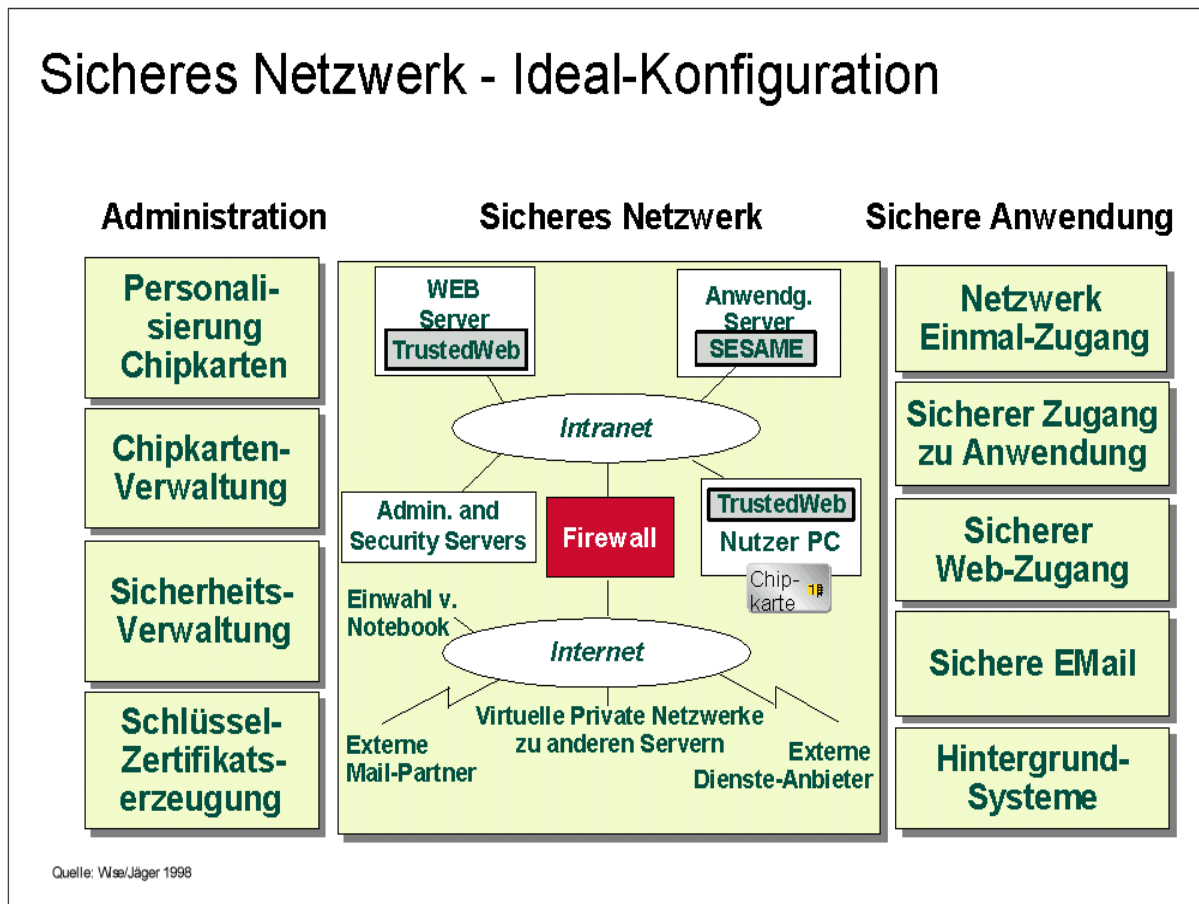 Sicheres Netzwerk - Ideal-Konfiguration
Administration
Personali-
sierung
Chipkarten
Chipkarten-
Verwaltung
Sicherheits-
Verwaltung
Schlüssel-
Zertifikats-
erzeugung
Sicheres Netzwerk
WEB
Server
TrustedWeb
Anwendg.
Server
SESAME
Intranet
Admin. and
Security Servers
Firewall
TrustedWeb
Nutzer PC
Chip-
karte
Einwahl v.
Notebook
Internet
Virtuelle Private Netzwerke
zu anderen Servern
Externe
Mail-Partner
Externe
Dienste-Anbieter
Sichere Anwendung
Netzwerk
Einmal-Zugang
Sicherer Zugang
zu Anwendung
Sicherer
Web-Zugang
Sichere EMail
Hintergrund-
Systeme
Quelle: Wise/Jäger 1998